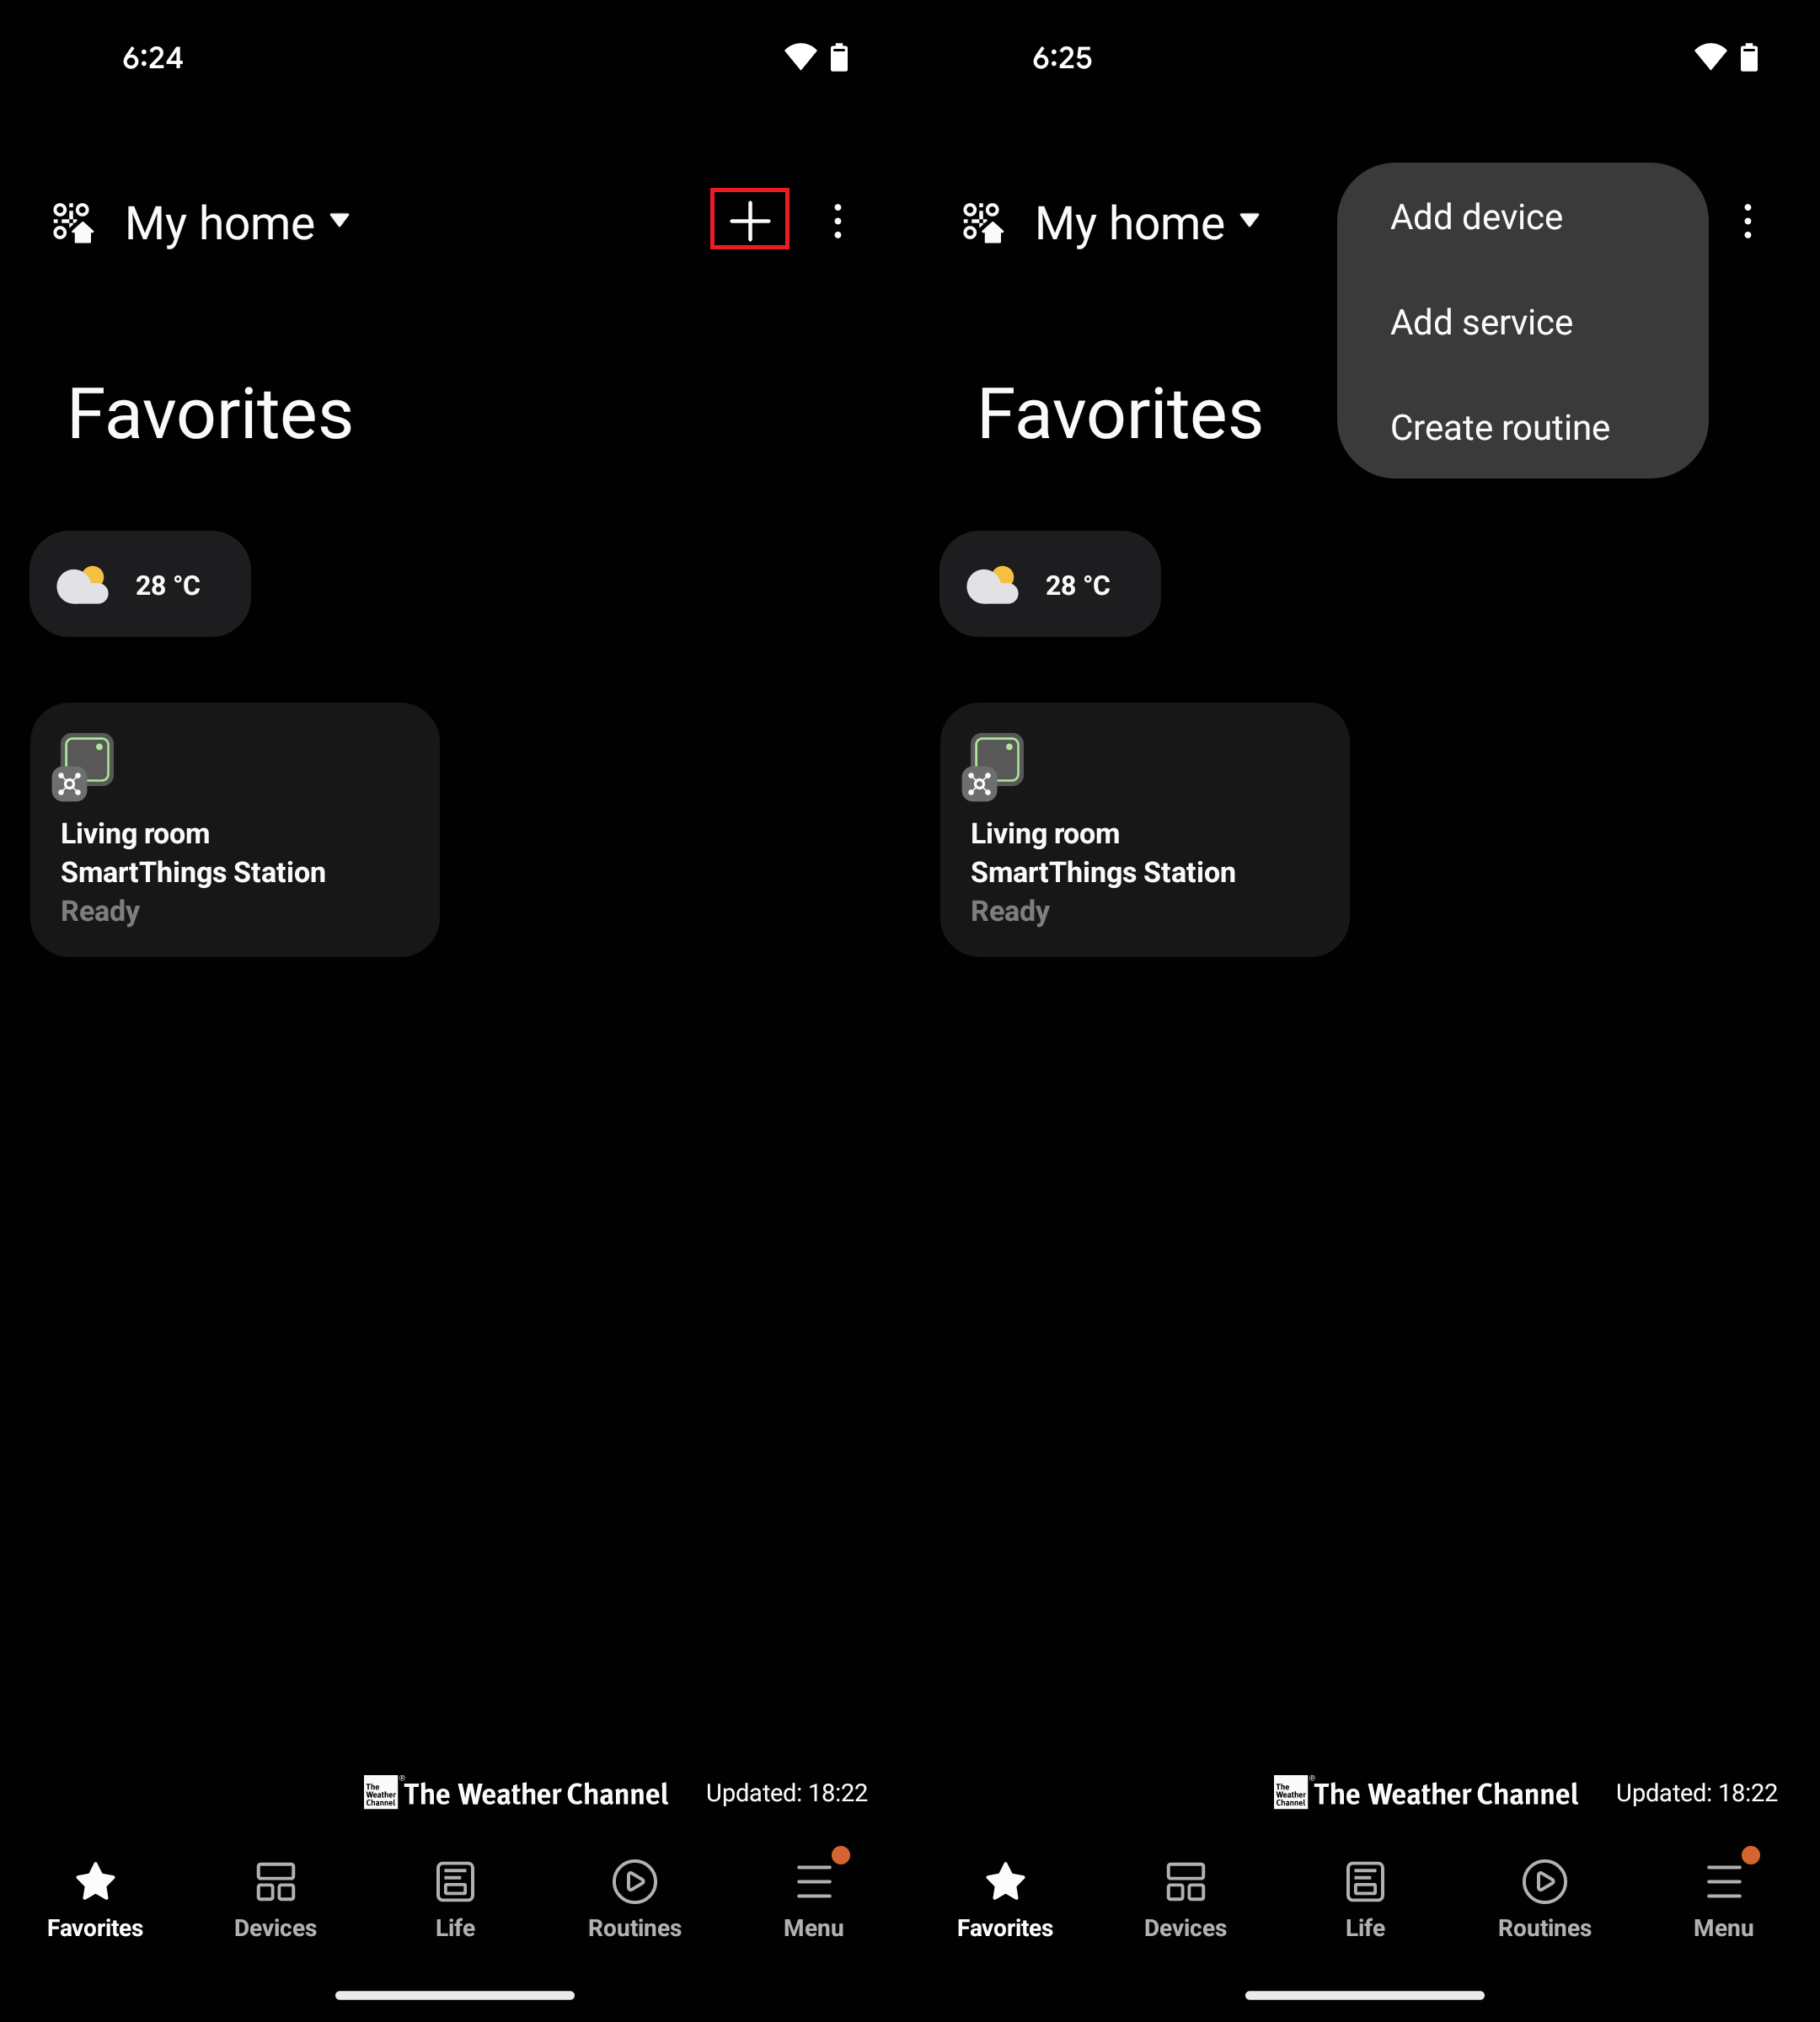 6:24
My home
Favorites
28 °C
Living room
SmartThings Station
Ready
The
Weather
Channel
The Weather Channel
Updated: 18:22
Favorites
Devices
Life
Routines
Menu
6:25
My home
Add device
Add service
Create routine
Favorites
28 °C
Living room
SmartThings Station
Ready
The
Weather
Channel
The Weather Channel
Updated: 18:22
Favorites
Devices
Life
Routines
Menu